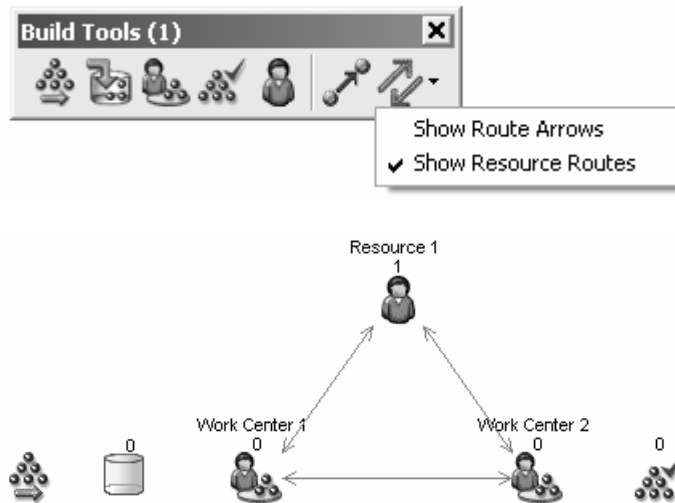 Build Tools (1)
Show Route Arrows
Show Resource Routes
Resource 1
1
Work Center 1
Work Center 2
0
0
0
0